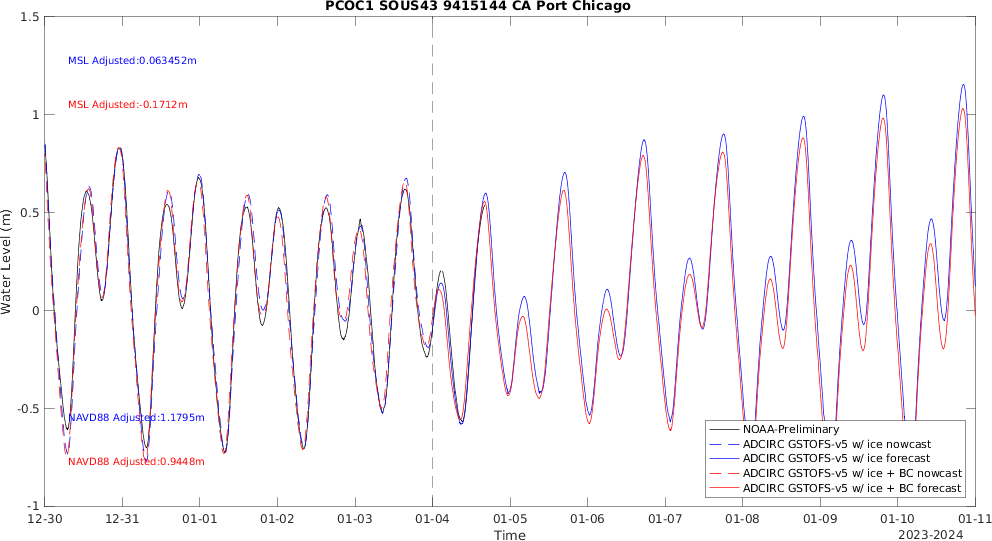 PCOC1 SOUS43 9415144 CA Port Chicago
1.5
MSL Adjusted:0.063452m
MSL Adjusted:-0.1712m
1
0.5
Water Level (m)
0
-0.5
NAVD88 Adjusted:1.1795m
NAVD88 Adjusted:0.9448m
-1
NOAA-Preliminary
ADCIRC GSTOFS-v5 w/ ice nowcast
ADCIRC GSTOFS-v5 w/ ice forecast
ADCIRC GSTOFS-v5 w/ ice + BC nowcast
ADCIRC GSTOFS-v5 w/ ice + BC forecast
12-30 12-31 01-01 01-02 01-03 01-04 01-05 01-06 01-07 01-08 01-09 01-10 01-11
Time
2023-2024